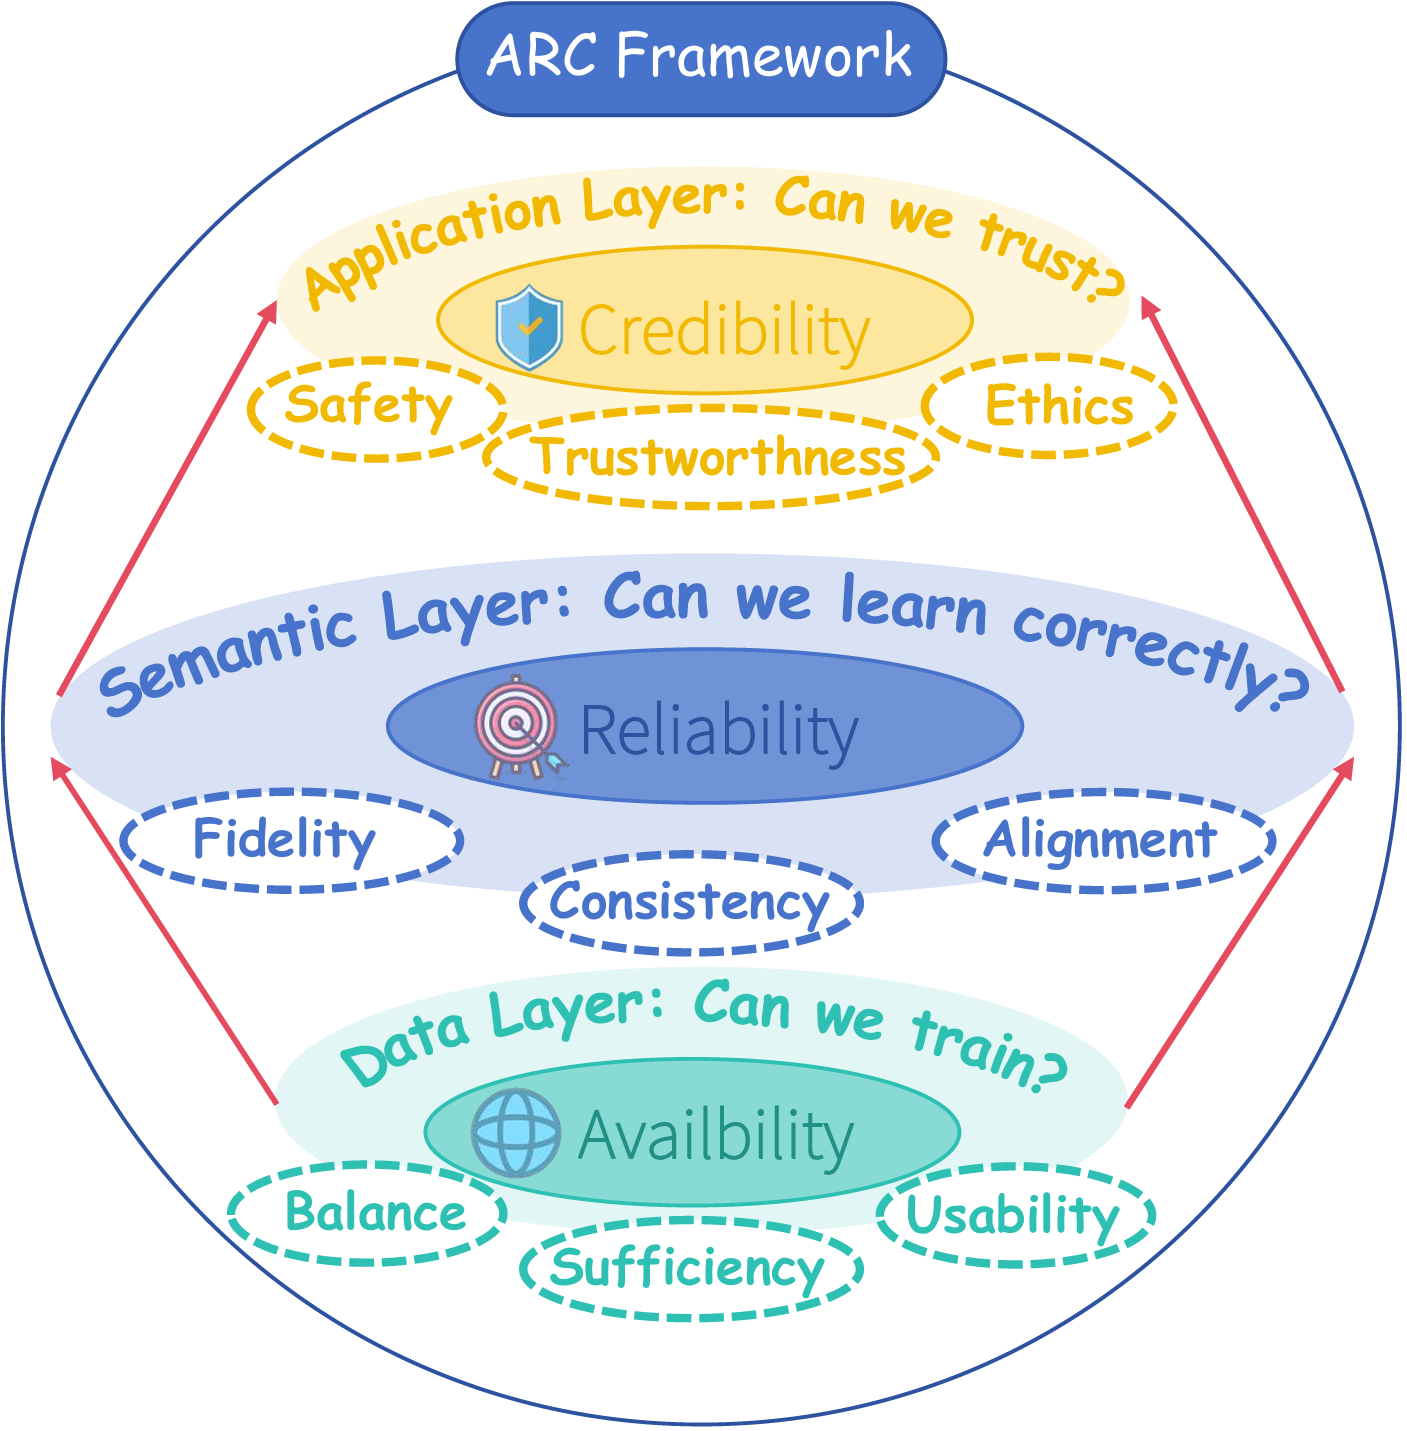 ARC Framework
Application Layer: Can we trust?
Credibility
Safety
Trustworthness
Ethics
Semantic Layer: Can we learn correctly?
Reliability
Fidelity
Consistency
Alignment
Data Layer: Can we train?
Availbility
Balance
Sufficiency
Usability